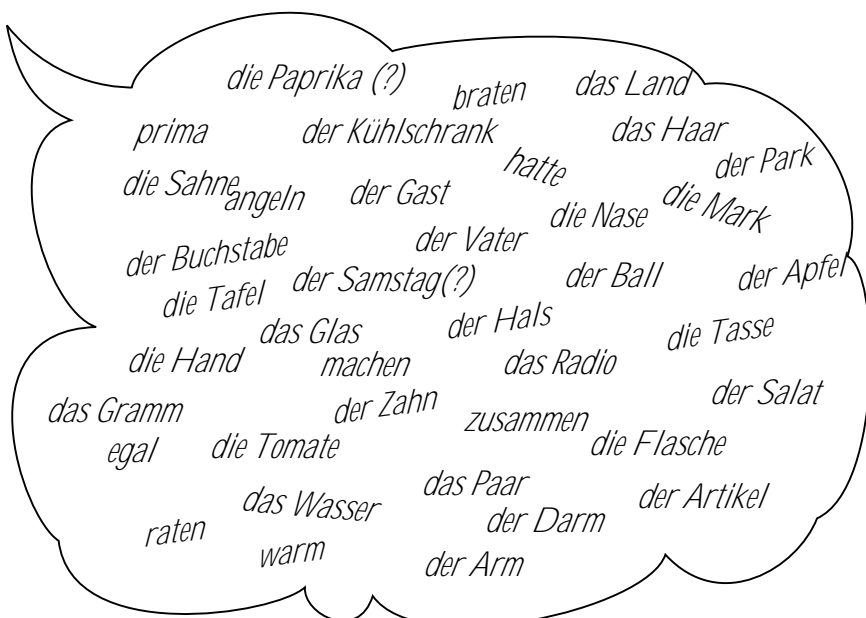 die Paprika (?)
braten
das Land
prima
der Kühlschrank
das Haar
hatte
der Park
die Sahne
angeln
der Gast
die Nase
die Mark
der Buchstabe
der Vater
die Tafel
der Samstag(?)
der Ball
der Apfel
das Glas
der Hals
die Tasse
die Hand
machen
das Radio
der Salat
das Gramm
der Zahn
zusammen
egal
die Tomate
die Flasche
das Wasser
das Paar
der Artikel
raten
der Darm
warm
der Arm